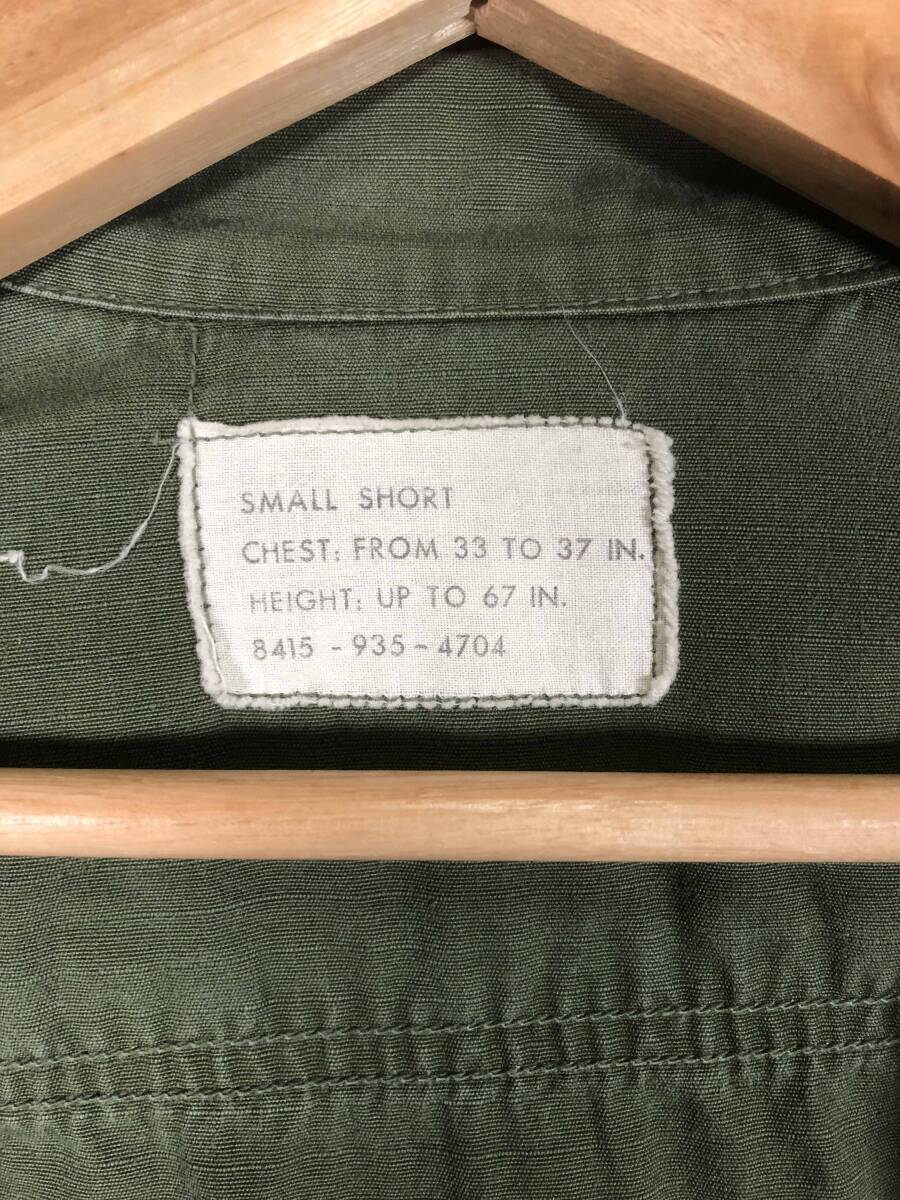 SMALL SHORT
CHEST: FROM 33 TO 37 IN.
HEIGHT: UP TO 67 IN.
8415 - 935 - 4704